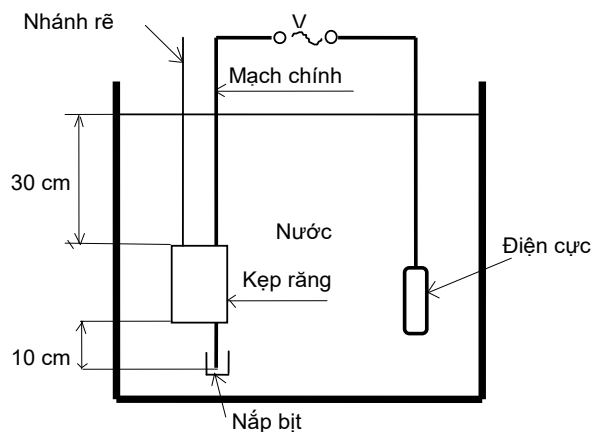 Nhánh rẽ
V
Mạch chính
30 cm
Nước
Điện cực
Kẹp răng
10 cm
Nắp bịt